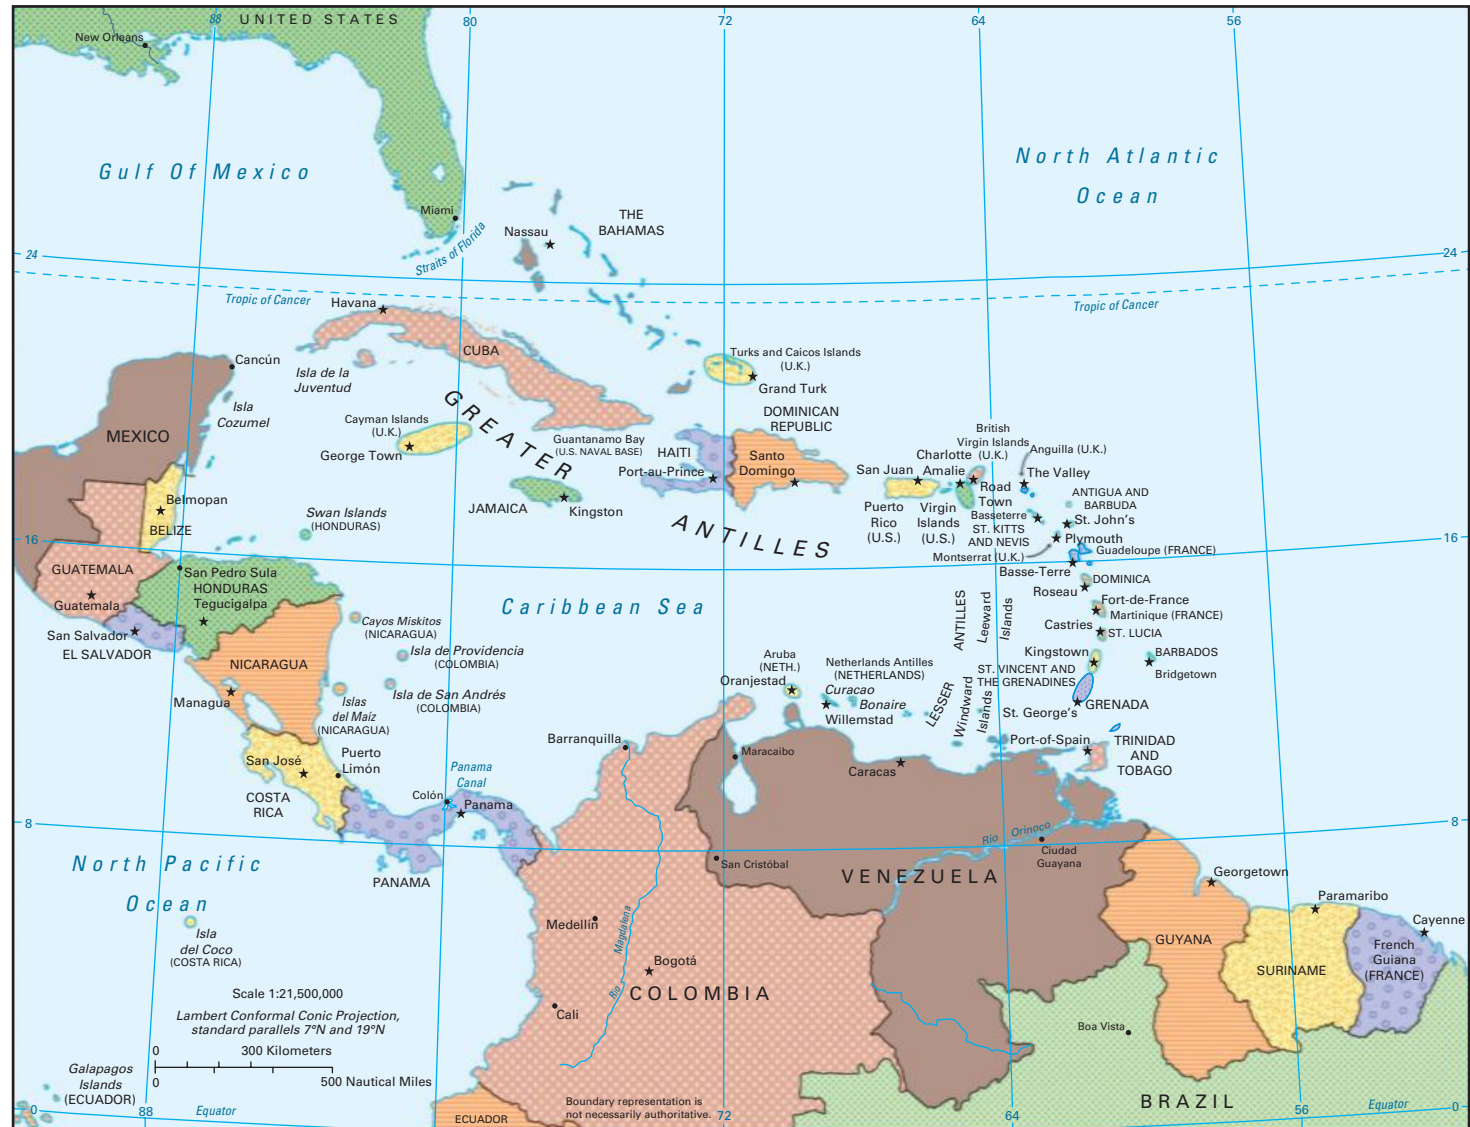 88
UNITED STATES
80
72
64
56
New Orleans
Gulf Of Mexico
North Atlantic
Ocean
Miami
Straits of Florida
Nassau
THE
BAHAMAS
24
24
Tropic of Cancer
Tropic of Cancer
Havana
CUBA
Cancún
Isla de la
Juventud
Isla
Cozumel
Turks and Caicos Islands
(U.K.)
Grand Turk
MEXICO
Cayman Islands
(U.K.)
George Town
GREATER
ANTILLES
Guantanamo Bay
(U.S. NAVAL BASE)
HAITI
Port-au-Prince
DOMINICAN
REPUBLIC
Santo
Domingo
JAMAICA
Kingston
San Juan
Puerto
Rico
(U.S.)
Charlotte
Amalie
Virgin
Islands
(U.S.)
British
Virgin Islands
(U.K.)
Road
Town
Anguilla (U.K.)
The Valley
Basseterre
ST. KITTS
AND NEVIS
ANTIGUA AND
BARBUDA
St. John's
Plymouth
Montserrat (U.K.)
Guadeloupe (FRANCE)
Basse-Terre
Belmopan
BELIZE
Swan Islands
(HONDURAS)
16
16
GUATEMALA
Guatemala
San Pedro Sula
HONDURAS
Tegucigalpa
San Salvador
EL SALVADOR
Caribbean Sea
DOMINICA
Roseau
Fort-de-France
Martinique (FRANCE)
Castries
ST. LUCIA
Kingstown
ST. VINCENT AND
THE GRENADINES
BARBADOS
Bridgetown
GRENADA
St. George's
LESSER
ANTILLES
Leeward
Islands
Windward
Islands
Cayos Miskitos
(NICARAGUA)
Isla de Providencia
(COLOMBIA)
Isla de San Andrés
(COLOMBIA)
Islas
del Maíz
(NICARAGUA)
NICARAGUA
Managua
Aruba
(NETH.)
Oranjestad
Netherlands Antilles
(NETHERLANDS)
Curacao
Bonaire
Willemstad
Port-of-Spain
TRINIDAD
AND
TOBAGO
Barranquilla
Maracaibo
Caracas
San José
COSTA
RICA
Puerto
Limón
Panama
Canal
Colón
Panama
PANAMA
8
8
North Pacific
Ocean
San Cristóbal
VENEZUELA
Rio Orinoco
Ciudad
Guayana
Georgetown
Paramaribo
Cayenne
GUYANA
SURINAME
French
Guiana
(FRANCE)
Medellín
Rio Magdalena
Bogotá
COLOMBIA
Cali
Isla
del Coco
(COSTA RICA)
Boa Vista
Scale 1:21,500,000
Lambert Conformal Conic Projection,
standard parallels 7°N and 19°N
0 300 Kilometers
0 500 Nautical Miles
Galapagos
Islands
(ECUADOR)
0
88
Equator
ECUADOR
Boundary representation is
not necessarily authoritative.
72
64
BRAZIL
56
Equator
0